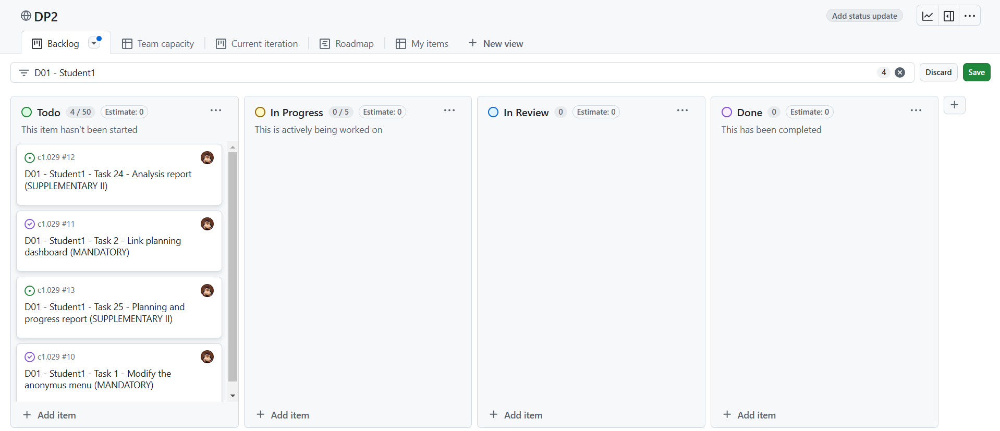 DP2
Add status update
Backlog
Team capacity
Current iteration
Roadmap
My items
New view
D01 - Student1
4
Discard
Save
Todo 4 / 50 Estimate: 0
This item hasn't been started
c1.029 #12
D01 - Student1 - Task 24 - Analysis report
(SUPPLEMENTARY II)
c1.029 #11
D01 - Student1 - Task 2 - Link planning
dashboard (MANDATORY)
c1.029 #13
D01 - Student1 - Task 25 - Planning and
progress report (SUPPLEMENTARY II)
c1.029 #10
D01 - Student1 - Task 1 - Modify the
anonymus menu (MANDATORY)
Add item
In Progress 0 / 5 Estimate: 0
This is actively being worked on
Add item
In Review 0 Estimate: 0
Add item
Done 0 Estimate: 0
This has been completed
Add item